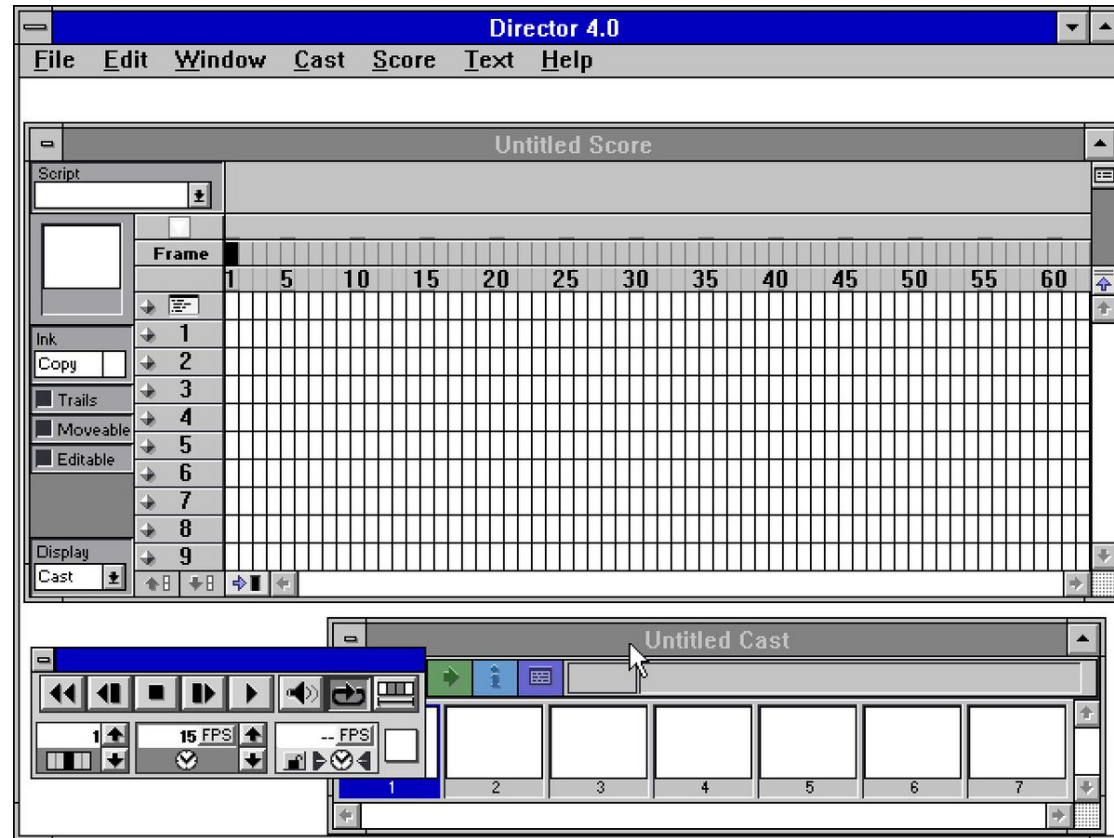 Director 4.0
File Edit Window Cast Score Text Help
Untitled Score
Script
Frame
1 5 10 15 20 25 30 35 40 45 50 55 60
Ink
Copy
Trails
Moveable
Editable
1
2
3
4
5
6
7
8
9
Display
Cast
Untitled Cast
1 15 FPS -- FPS
1 2 3 4 5 6 7